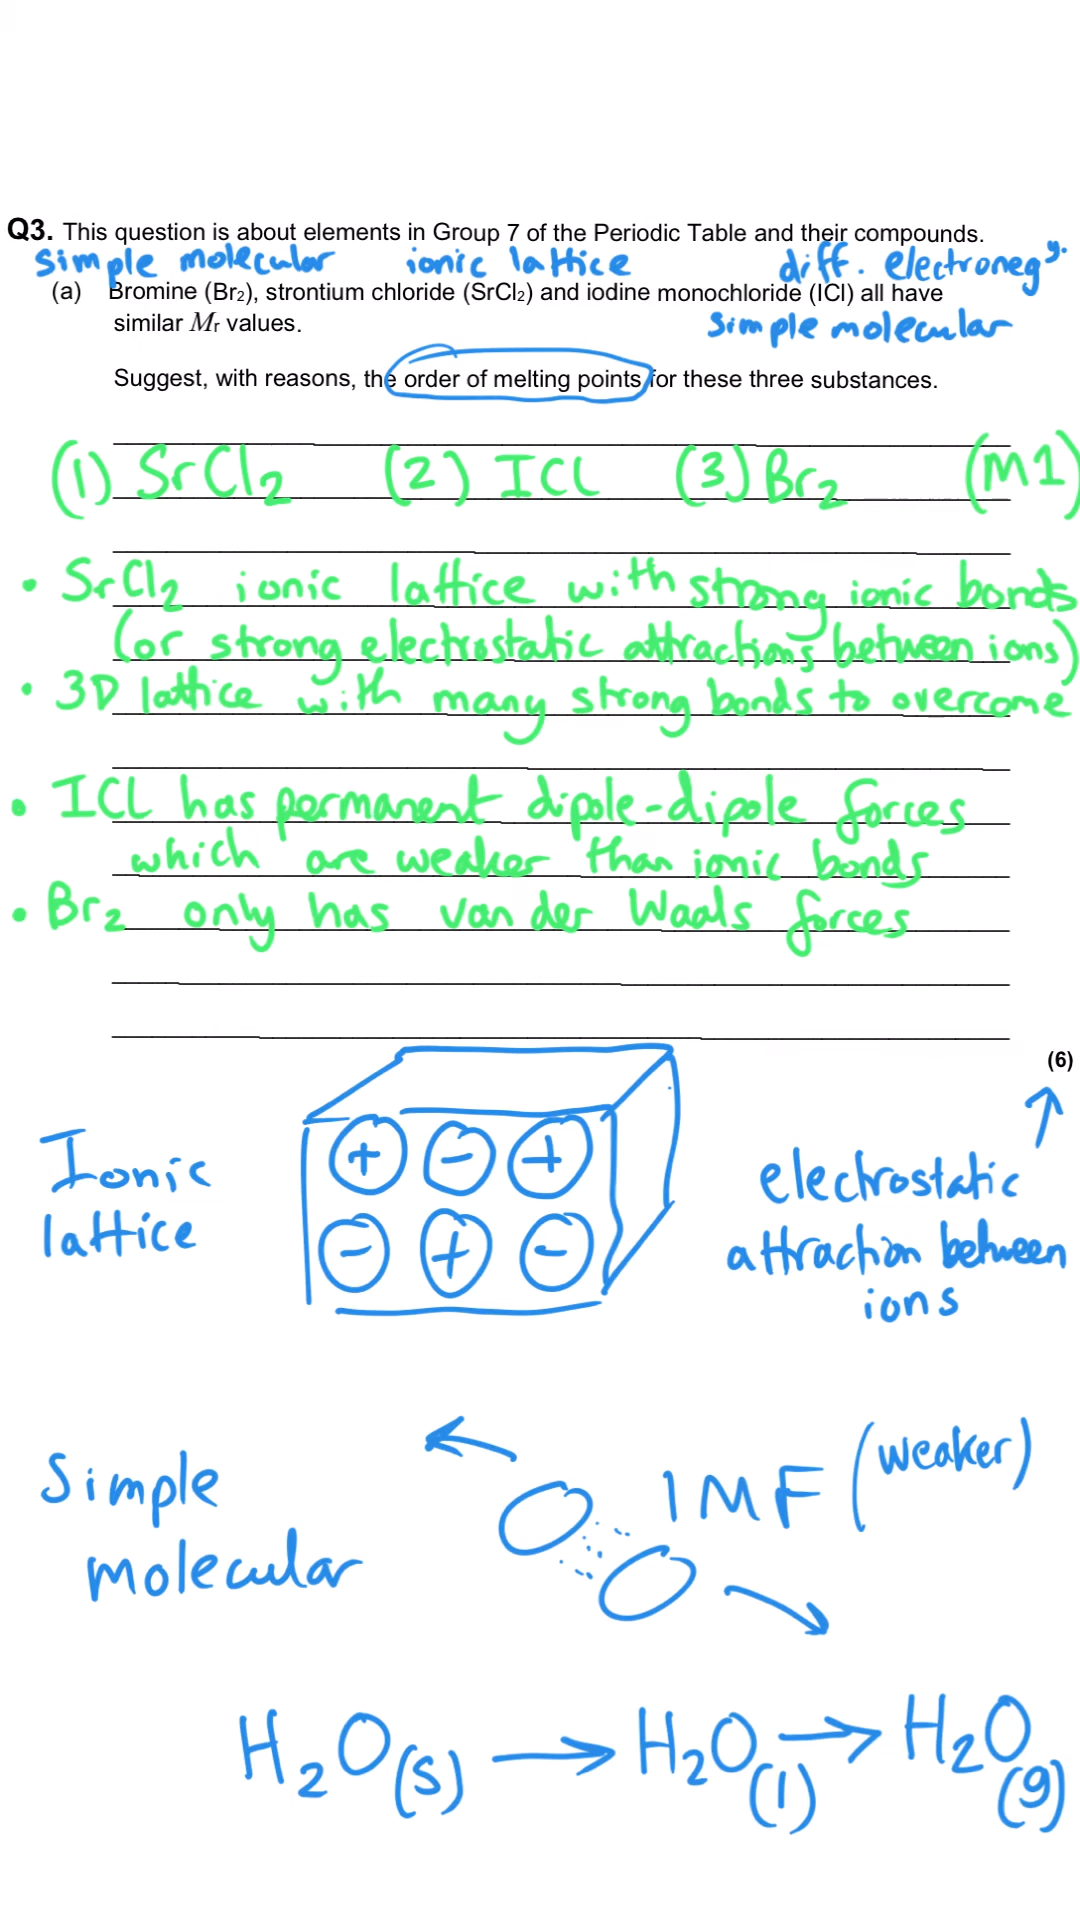 Q3. This question is about elements in Group 7 of the Periodic Table and their compounds.
simple molecular ionic lattice diff. electroneg y.
(a) Bromine (Br₂), strontium chloride (SrCl₂) and iodine monochloride (ICl) all have
similar Mr values. simple molecular
Suggest, with reasons, the order of melting points for these three substances.
(1) SrCl₂ (2) ICL (3) Br₂ (M1)
• SrCl₂ ionic lattice with strong ionic bonds
(or strong electrostatic attractions between ions)
• 3D lattice with many strong bonds to overcome
• ICL has permanent dipole-dipole forces
which are weaker than ionic bonds
• Br₂ only has van der Waals forces
(6)
Ionic
lattice
+ − +
− + −
electrostatic
attraction between
ions
Simple
molecular
IMF (weaker)
H₂O(s) → H₂O(l) → H₂O(g)